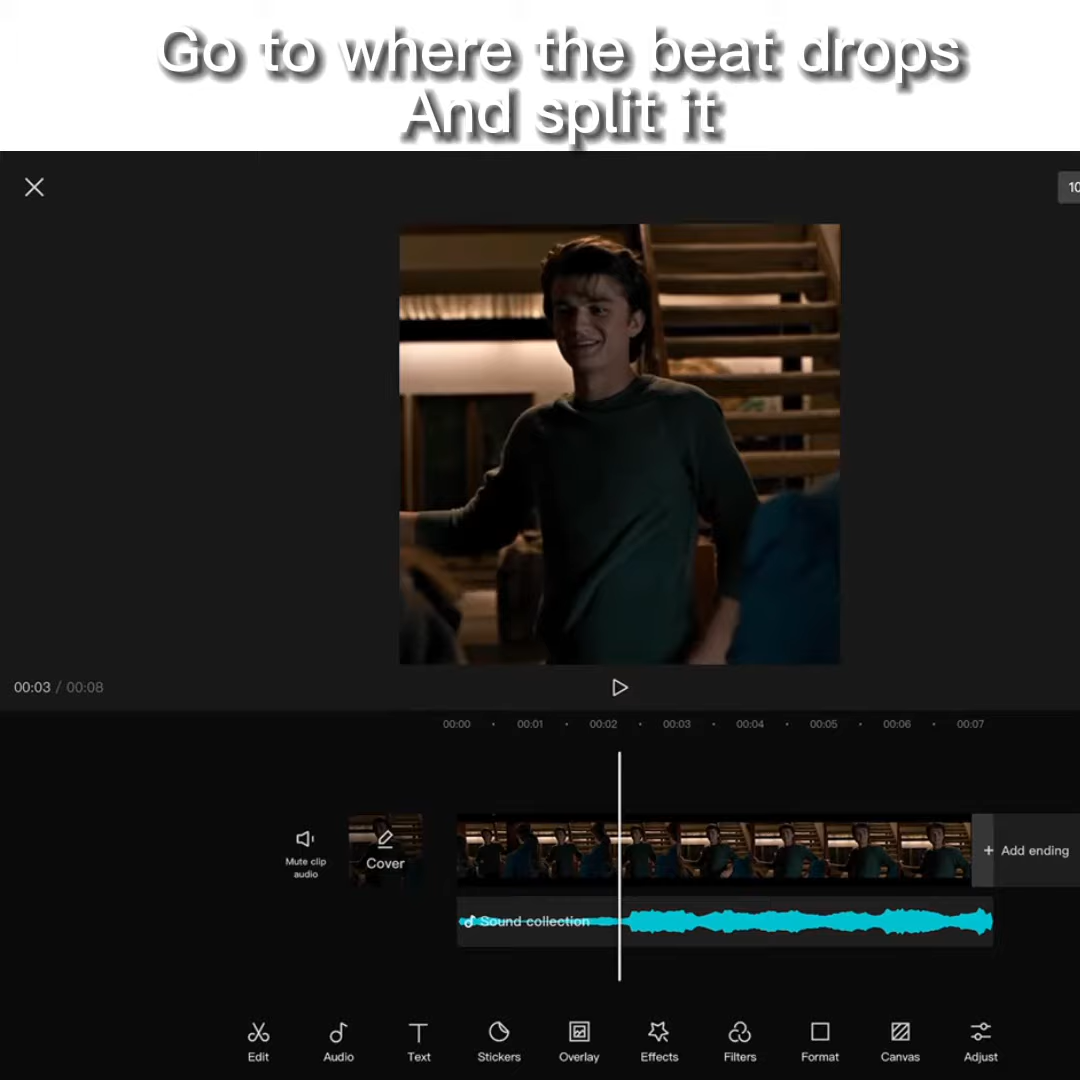 Go to where the beat drops
And split it
10
00:03 / 00:08
00:00 00:01 00:02 00:03 00:04 00:05 00:06 00:07
Mute clip
audio
Cover
+ Add ending
Sound collection
Edit Audio Text Stickers Overlay Effects Filters Format Canvas Adjust